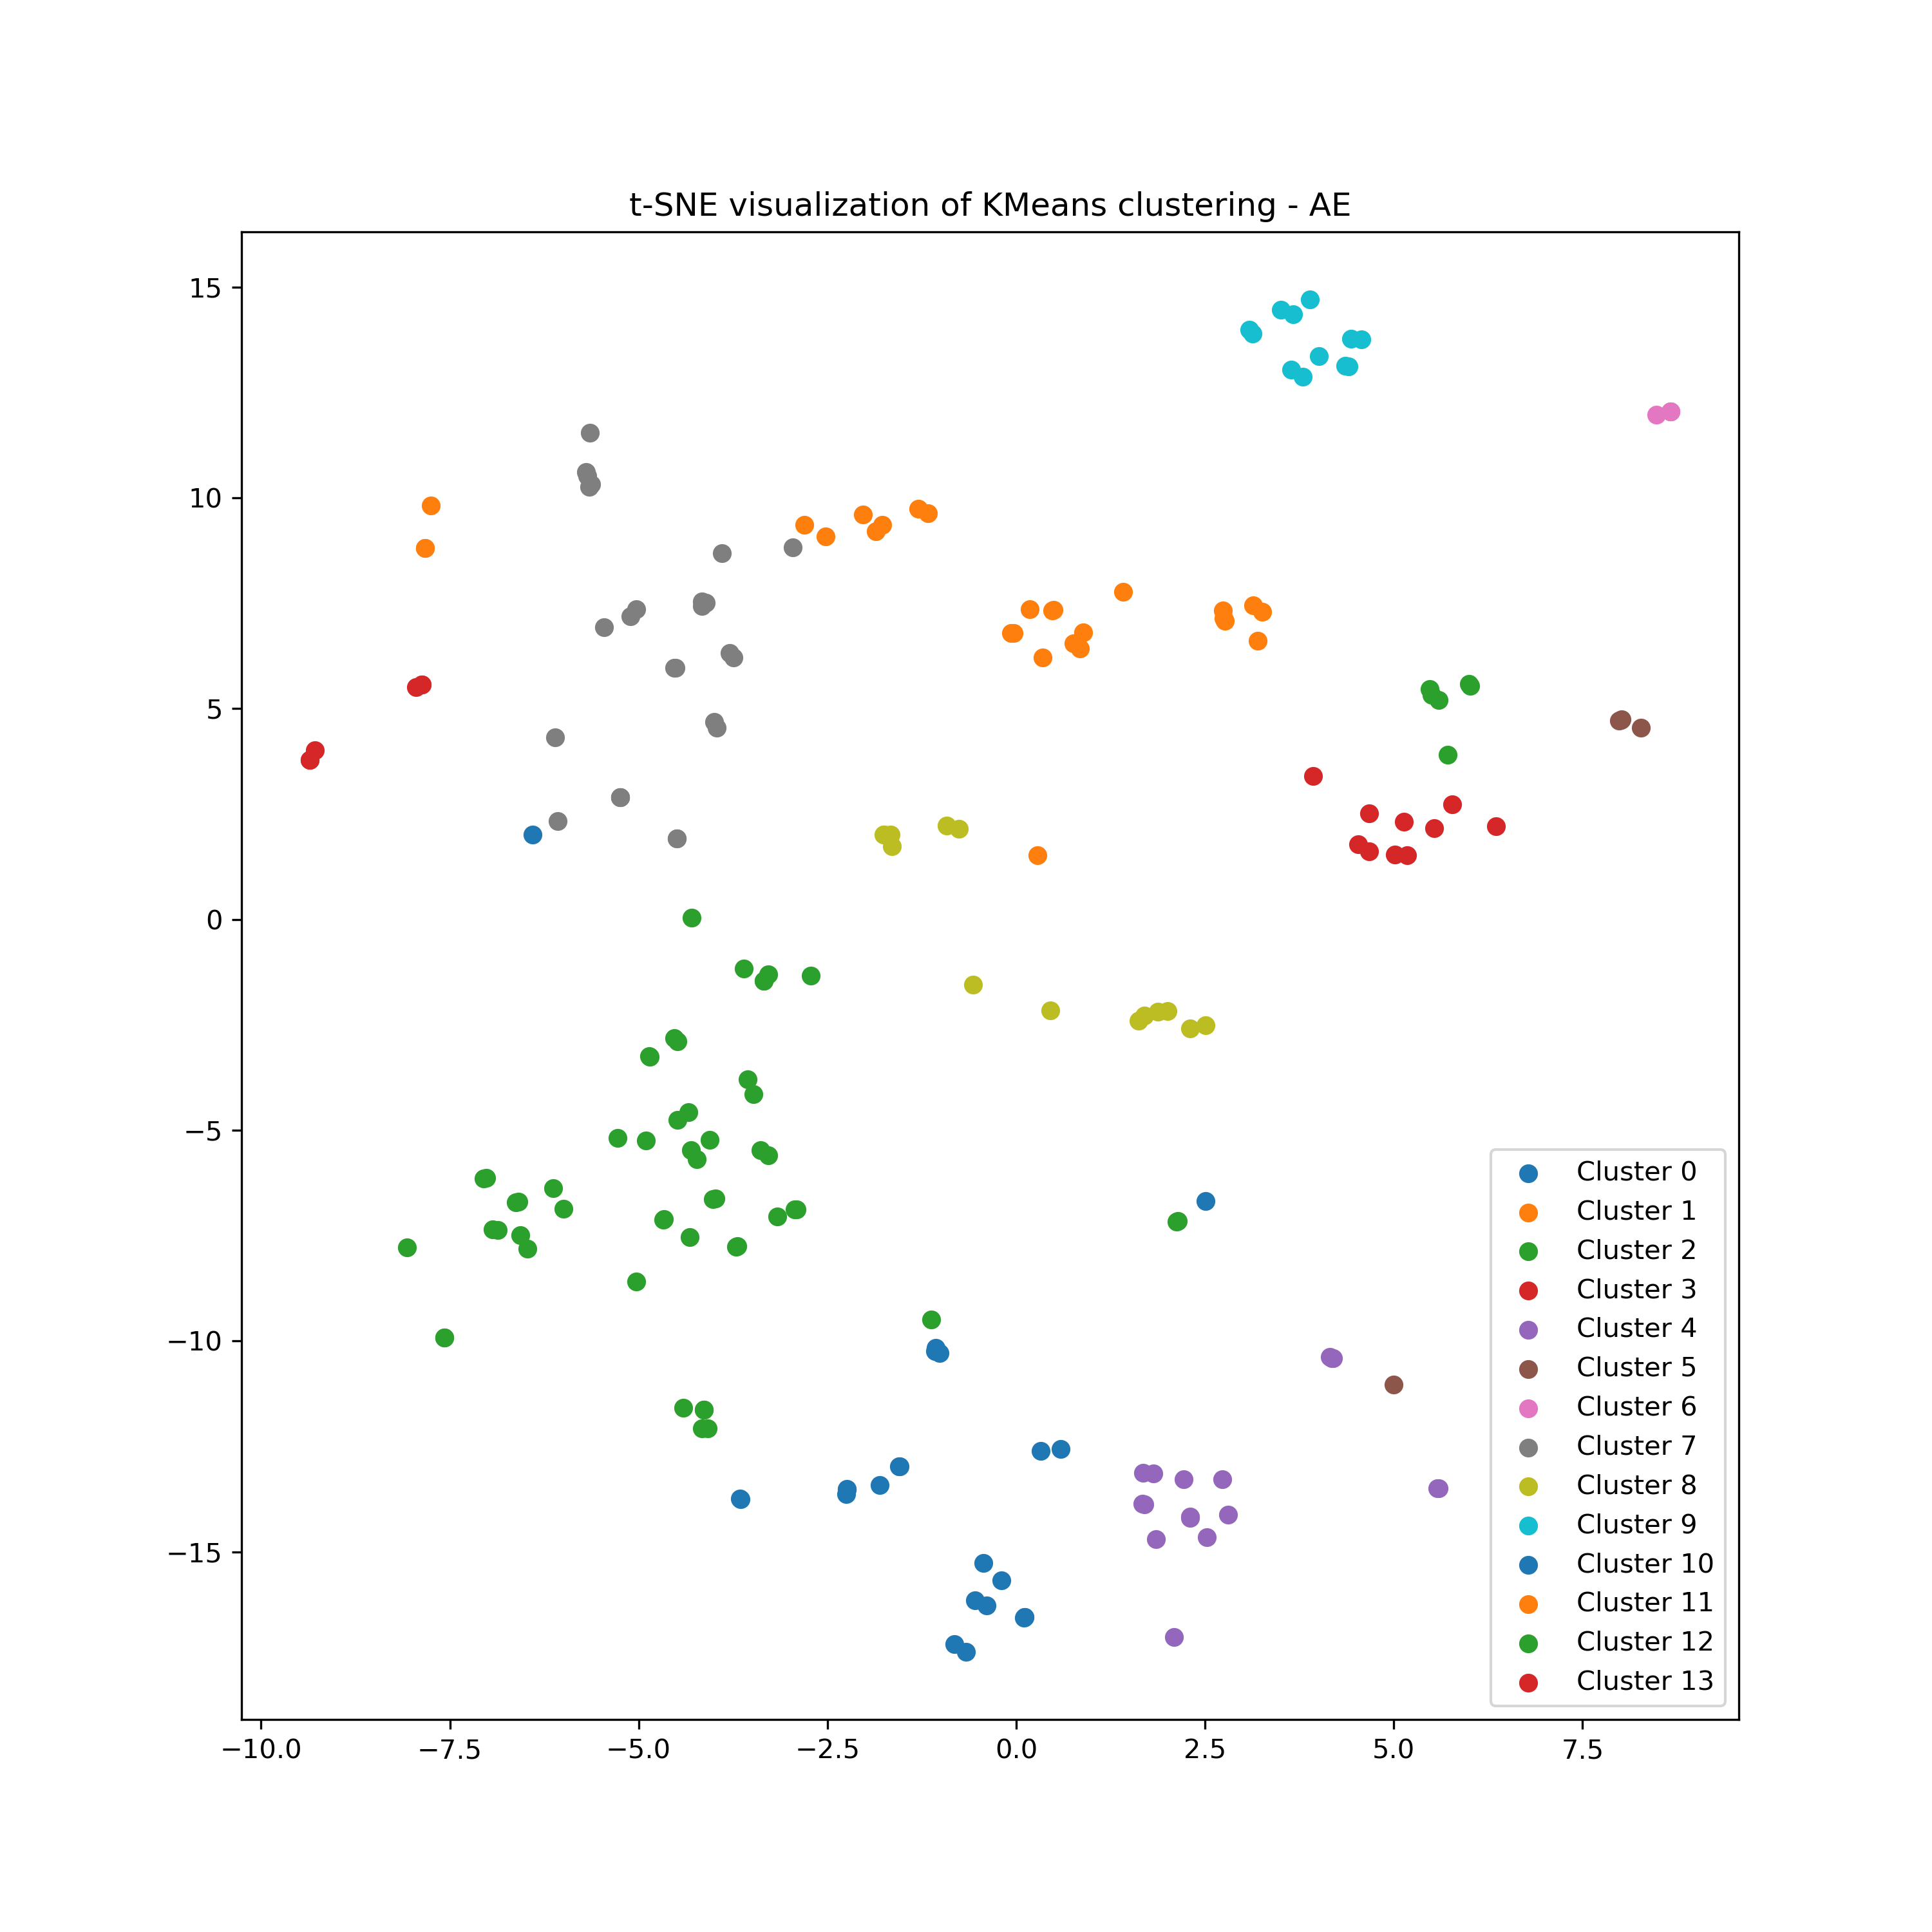 t-SNE visualization of KMeans clustering - AE
15
10
5
0
−5
−10
−15
−10.0
−7.5
−5.0
−2.5
0.0
2.5
5.0
7.5
Cluster 0
Cluster 1
Cluster 2
Cluster 3
Cluster 4
Cluster 5
Cluster 6
Cluster 7
Cluster 8
Cluster 9
Cluster 10
Cluster 11
Cluster 12
Cluster 13